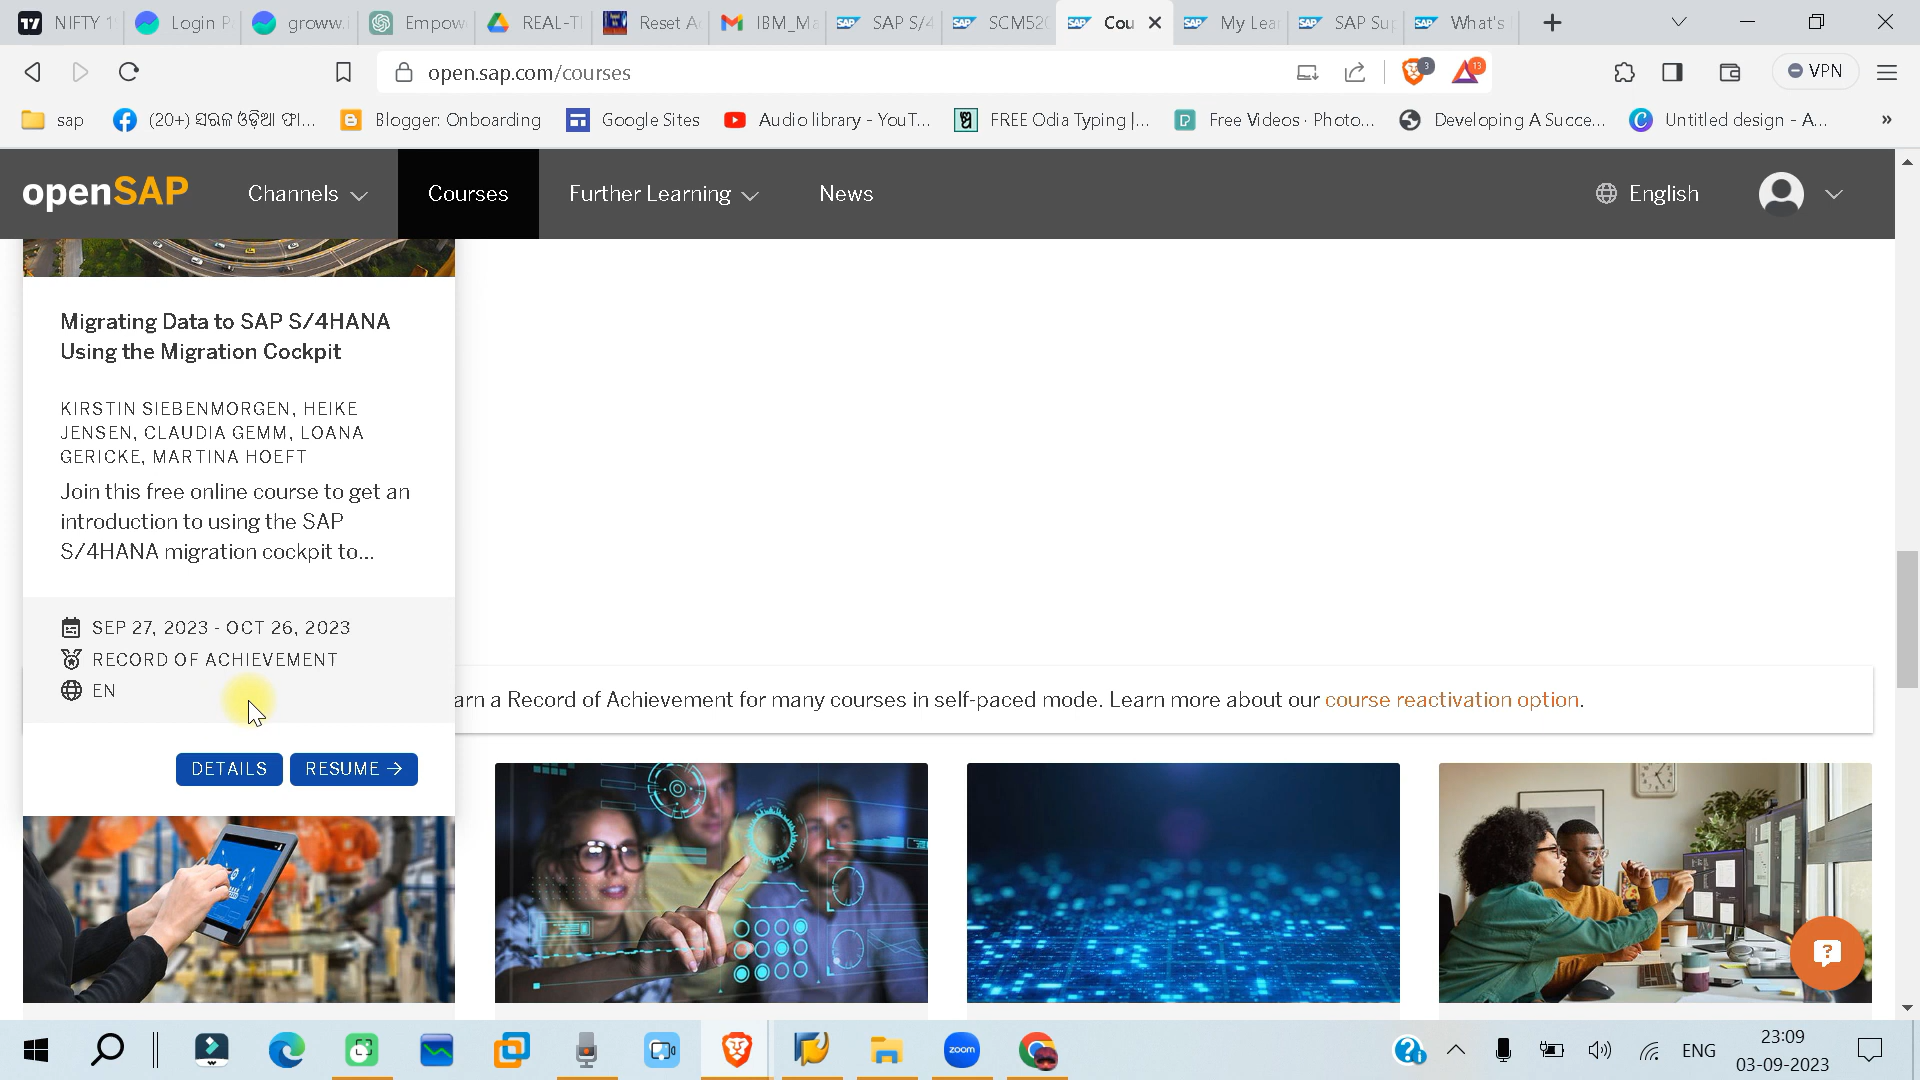 NIFTY 1
Login P
groww.i
Empow
REAL-TI
Reset A
IBM_Ma
SAP S/4
SCM520
Cou
My Lea
SAP Sup
What's
open.sap.com/courses
3
13
VPN
sap
(20+) ସରଳ ଓଡ଼ିଆ ଫା...
Blogger: Onboarding
Google Sites
Audio library - YouT...
FREE Odia Typing |...
Free Videos · Photo...
Developing A Succe...
Untitled design - A...
»
openSAP
Channels
Courses
Further Learning
News
English
Migrating Data to SAP S/4HANA
Using the Migration Cockpit
KIRSTIN SIEBENMORGEN, HEIKE
JENSEN, CLAUDIA GEMM, LOANA
GERICKE, MARTINA HOEFT
Join this free online course to get an
introduction to using the SAP
S/4HANA migration cockpit to...
SEP 27, 2023 - OCT 26, 2023
RECORD OF ACHIEVEMENT
EN
arn a Record of Achievement for many courses in self-paced mode. Learn more about our course reactivation option.
DETAILS
RESUME →
zoom
ENG
23:09
03-09-2023